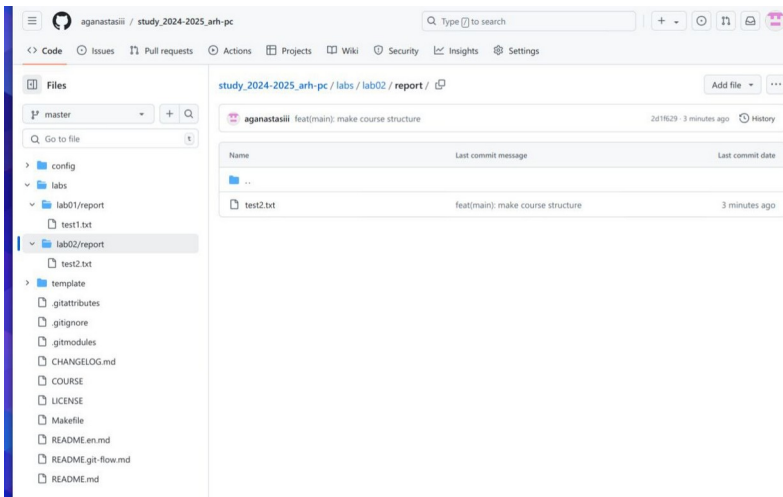 aganastasiii / study_2024-2025_arh-pc
Type / to search
Code Issues Pull requests Actions Projects Wiki Security Insights Settings
Files
master
Go to file t
config
labs
lab01/report
test1.txt
lab02/report
test2.txt
template
.gitattributes
.gitignore
.gitmodules
CHANGELOG.md
COURSE
LICENSE
Makefile
README.en.md
README.git-flow.md
README.md
study_2024-2025_arh-pc / labs / lab02 / report /
Add file
aganastasiii feat(main): make course structure 2d1f629 · 3 minutes ago History
Name Last commit message Last commit date
..
test2.txt feat(main): make course structure 3 minutes ago